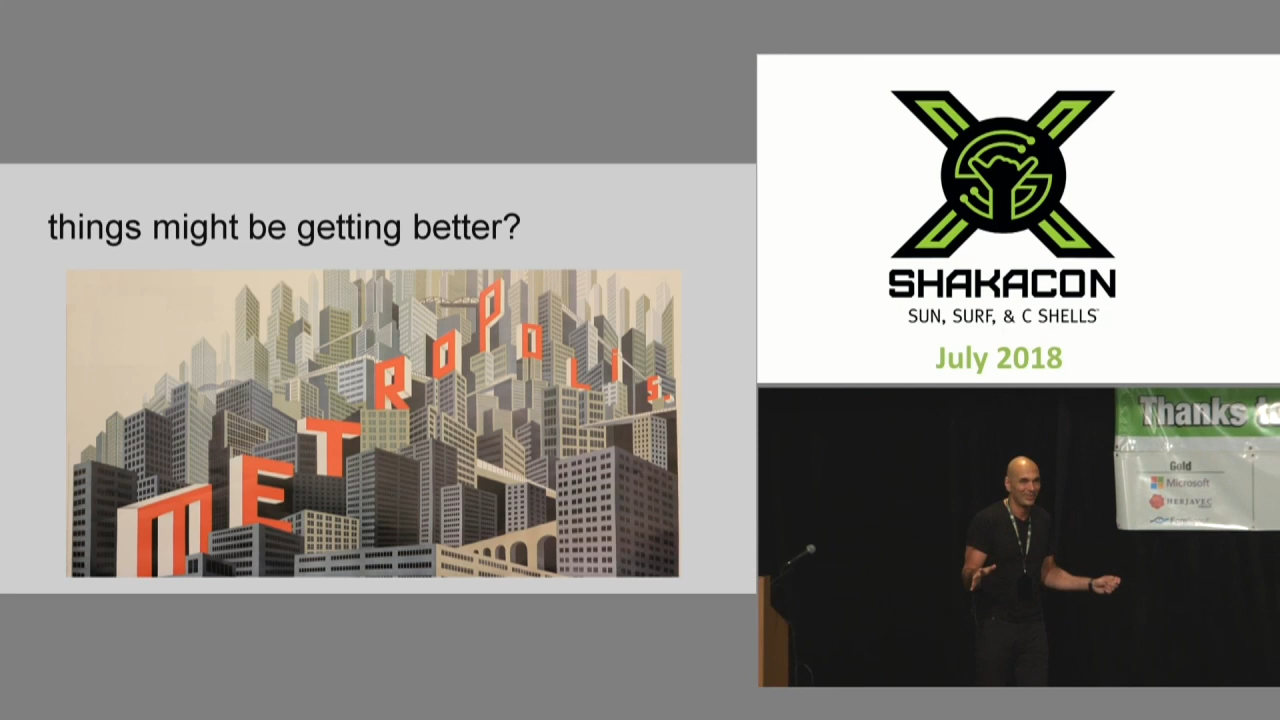 things might be getting better?
METROPOLIS.
SHAKACON
SUN, SURF, & C SHELLS
July 2018
Thanks
Gold
Microsoft
HERJAVEC